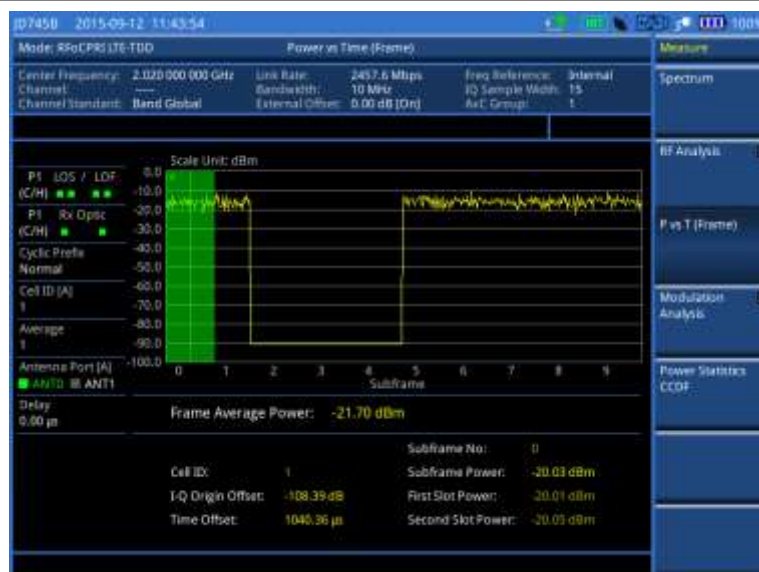 JD745B 2015-09-12 11:43:54 100%
Mode: RFoCPRI LTE-TDD Power vs Time (Frame) Measure
Center Frequency: 2.020 000 000 GHz Link Rate: 2457.6 Mbps Freq Reference: Internal
Channel: ---- Bandwidth: 10 MHz IQ Sample Width: 15
Channel Standard: Band Global External Offset: 0.00 dB [On] AxC Group: 1
Spectrum
RF Analysis
P vs T (Frame)
Modulation
Analysis
Power Statistics
CCDF
Scale Unit: dBm
P1 LOS / LOF
(C/H)
P1 Rx Optic
(C/H)
Cyclic Prefix
Normal
Cell ID [A]
1
Average
1
Antenna Port [A]
ANT0 ANT1
Delay
0.00 μs
0.0
-10.0
-20.0
-30.0
-40.0
-50.0
-60.0
-70.0
-80.0
-90.0
-100.0
0 1 2 3 4 5 6 7 8 9
Subframe
Frame Average Power: -21.70 dBm
Subframe No: 0
Cell ID: 1 Subframe Power: -20.03 dBm
I-Q Origin Offset: -108.39 dB First Slot Power: -20.01 dBm
Time Offset: 1040.36 μs Second Slot Power: -20.05 dBm